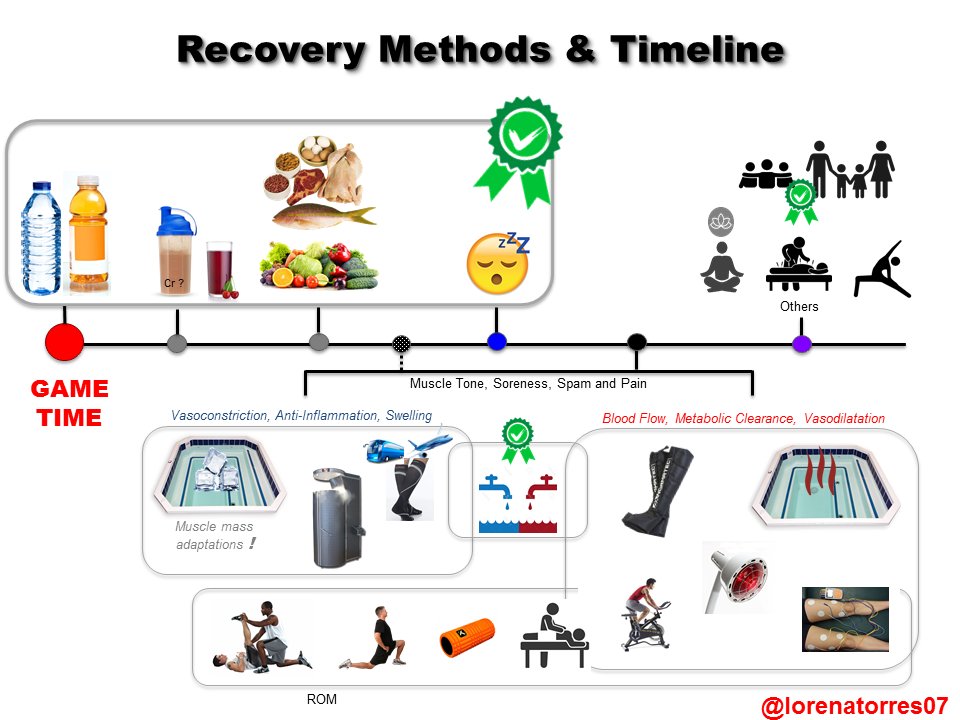 Recovery Methods & Timeline
Cr ?
z z Z
Others
GAME
TIME
Muscle Tone, Soreness, Spam and Pain
Vasoconstriction, Anti-Inflammation, Swelling
Blood Flow, Metabolic Clearance, Vasodilatation
Muscle mass
adaptations !
ROM
@lorenatorres07